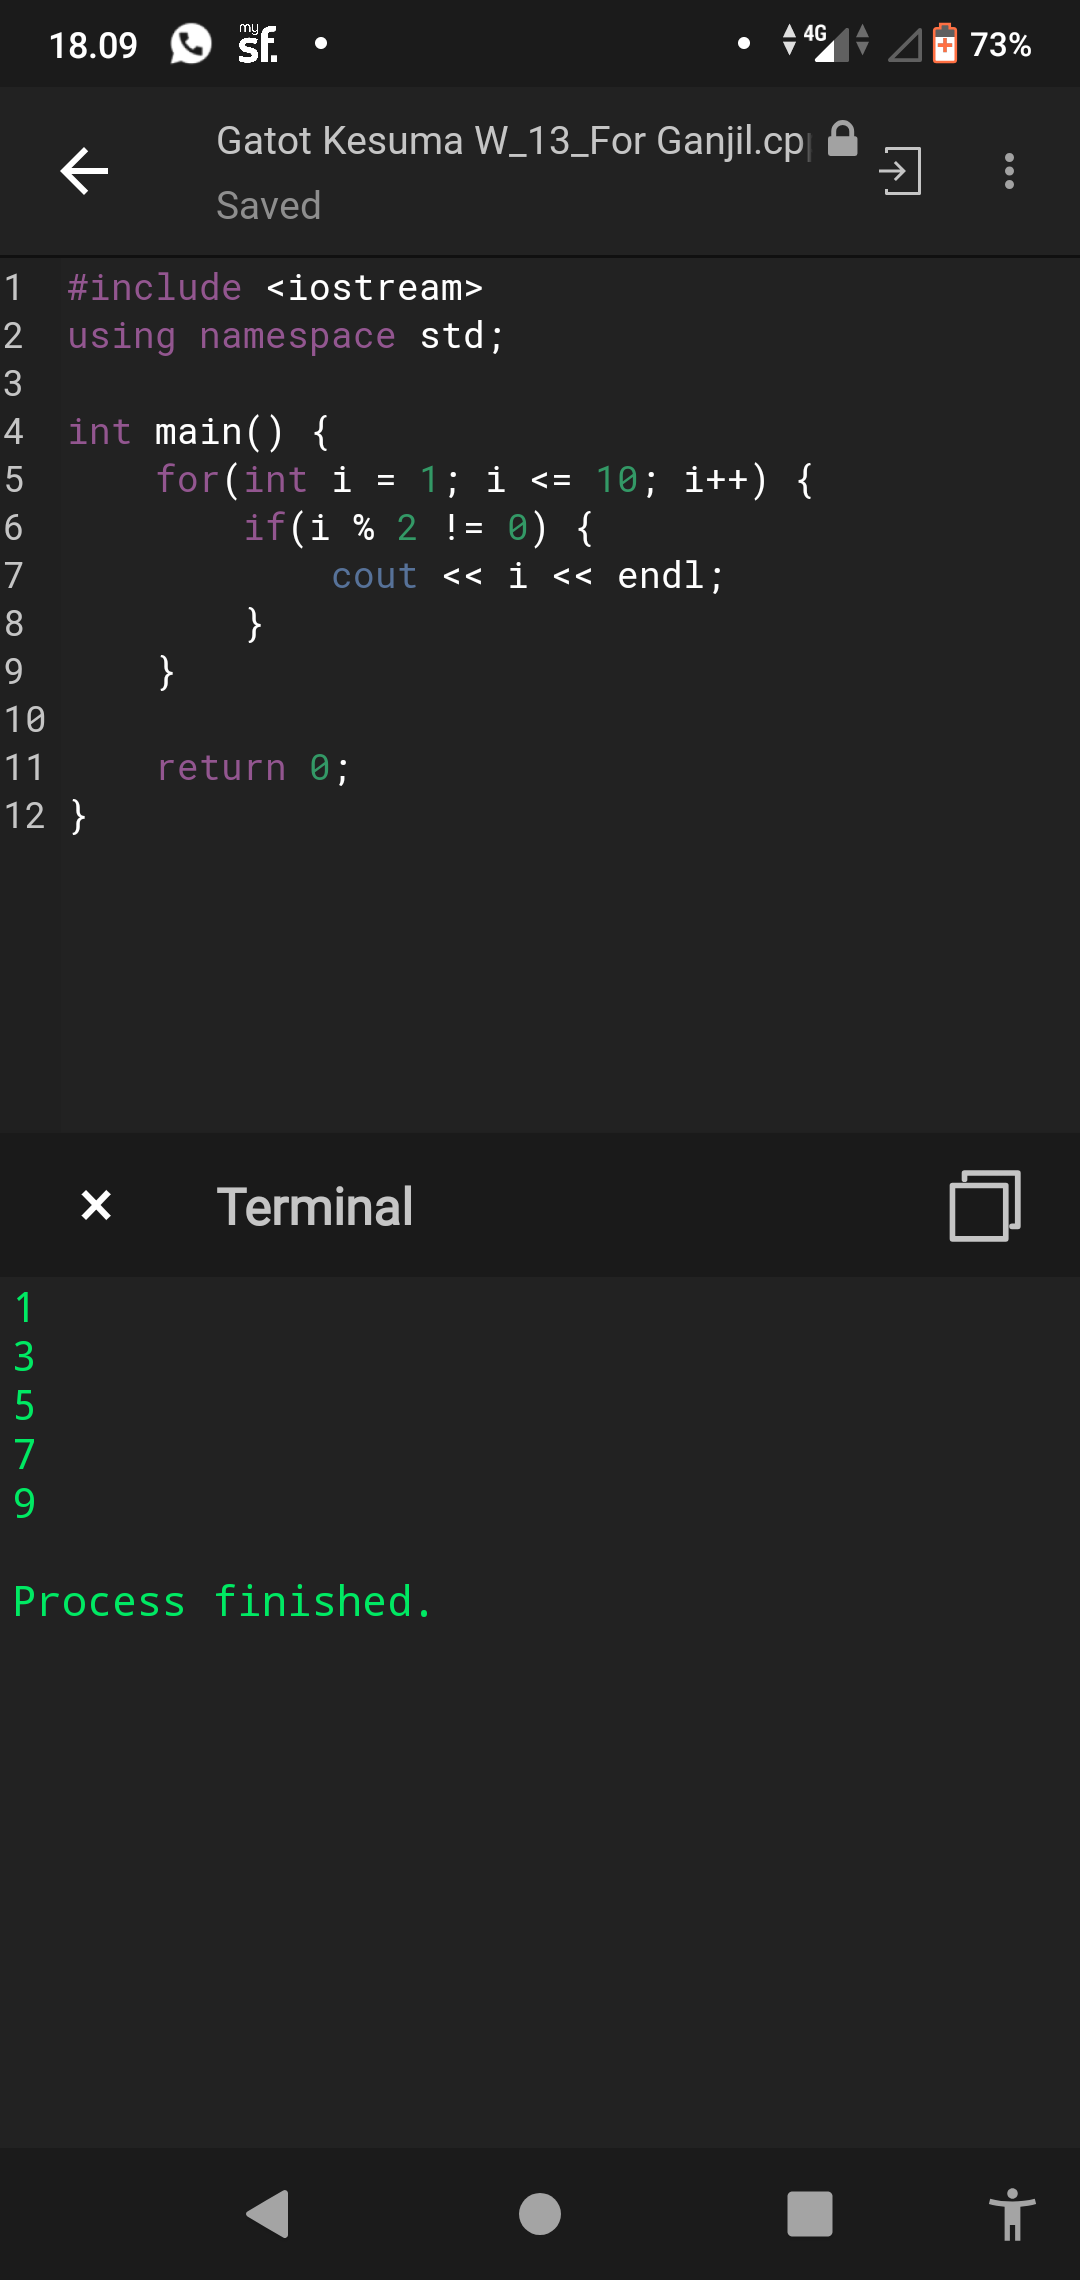 18.09 my sf. 4G 73%
Gatot Kesuma W_13_For Ganjil.cp
Saved
1 #include <iostream>
2 using namespace std;
3
4 int main() {
5     for(int i = 1; i <= 10; i++) {
6         if(i % 2 != 0) {
7             cout << i << endl;
8         }
9     }
10
11     return 0;
12 }
Terminal
1
3
5
7
9
Process finished.